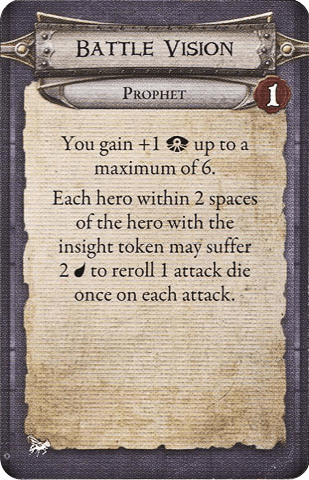 BATTLE VISION
PROPHET
1
You gain +1 up to a
maximum of 6.
Each hero within 2 spaces
of the hero with the
insight token may suffer
2 to reroll 1 attack die
once on each attack.